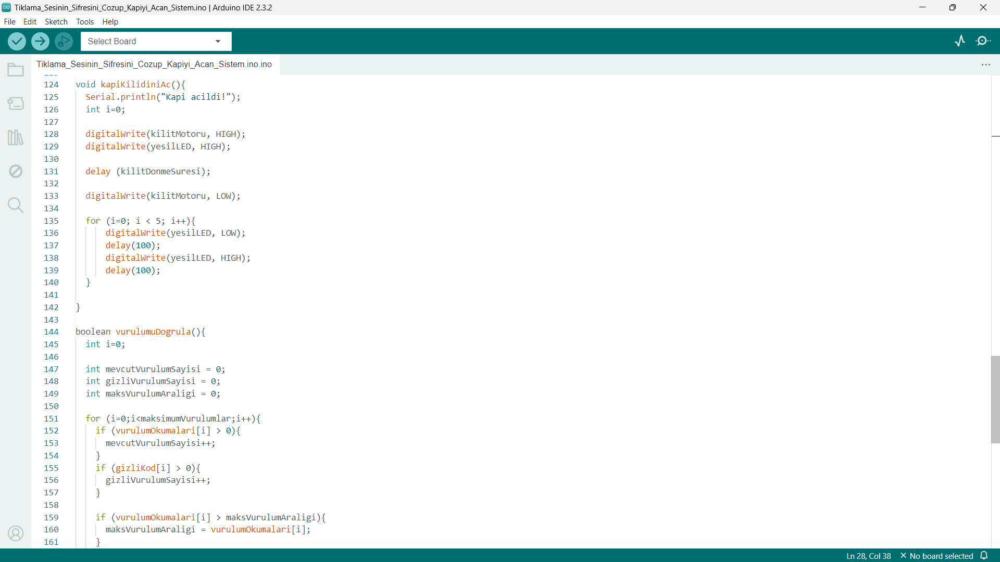 Tiklama_Sesinin_Sifresini_Cozup_Kapiyi_Acan_Sistem.ino | Arduino IDE 2.3.2
File Edit Sketch Tools Help
Select Board
Tiklama_Sesinin_Sifresini_Cozup_Kapiyi_Acan_Sistem.ino.ino
124 void kapiKilidiniAc(){
125 Serial.println("Kapi acildi!");
126 int i=0;
127
128 digitalWrite(kilitMotoru, HIGH);
129 digitalWrite(yesilLED, HIGH);
130
131 delay (kilitDonmeSuresi);
132
133 digitalWrite(kilitMotoru, LOW);
134
135 for (i=0; i < 5; i++){
136 digitalWrite(yesilLED, LOW);
137 delay(100);
138 digitalWrite(yesilLED, HIGH);
139 delay(100);
140 }
141
142 }
143
144 boolean vurulumuDogrula(){
145 int i=0;
146
147 int mevcutVurulumSayisi = 0;
148 int gizliVurulumSayisi = 0;
149 int maksVurulumAraligi = 0;
150
151 for (i=0;i<maksimumVurulumlar;i++){
152 if (vurulumOkumalari[i] > 0){
153 mevcutVurulumSayisi++;
154 }
155 if (gizliKod[i] > 0){
156 gizliVurulumSayisi++;
157 }
158
159 if (vurulumOkumalari[i] > maksVurulumAraligi){
160 maksVurulumAraligi = vurulumOkumalari[i];
161 }
Ln 28, Col 38 No board selected